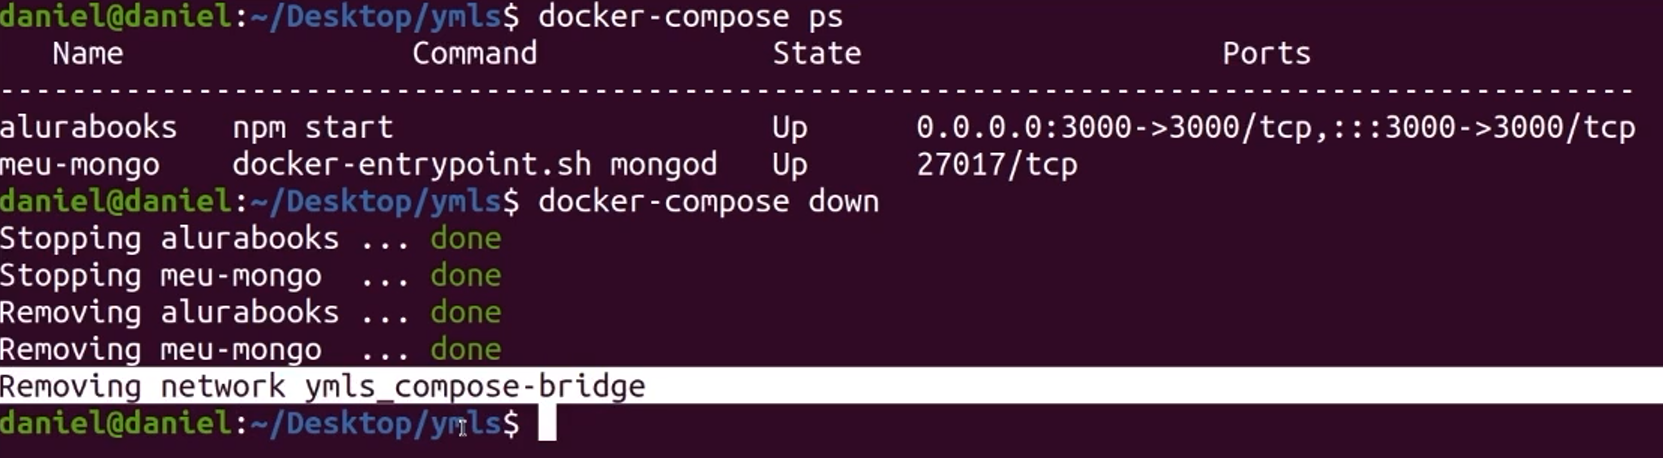 daniel@daniel:~/Desktop/ymls$ docker-compose ps
Name Command State Ports
--------------------------------------------------------------------------------------------
alurabooks npm start Up 0.0.0.0:3000->3000/tcp,:::3000->3000/tcp
meu-mongo docker-entrypoint.sh mongod Up 27017/tcp
daniel@daniel:~/Desktop/ymls$ docker-compose down
Stopping alurabooks ... done
Stopping meu-mongo ... done
Removing alurabooks ... done
Removing meu-mongo ... done
Removing network ymls_compose-bridge
daniel@daniel:~/Desktop/ymls$